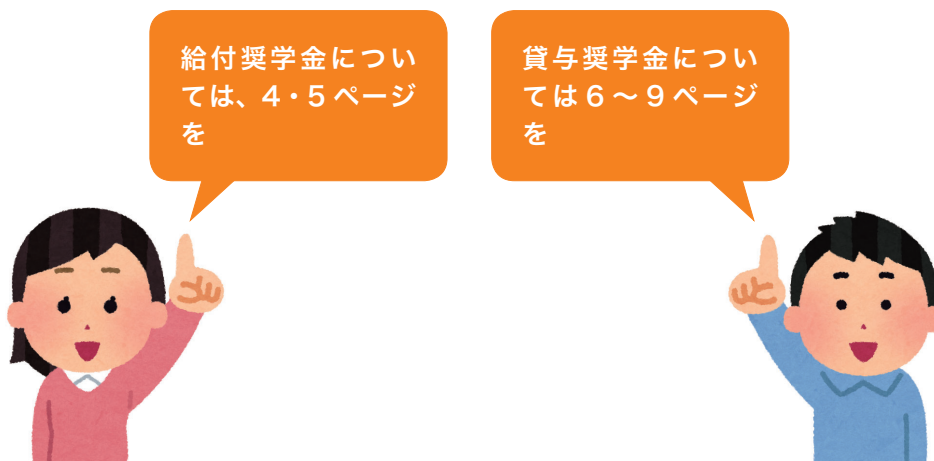 給付奨学金につい
ては、4・5ページ
を
貸与奨学金につい
ては6〜9ページ
を